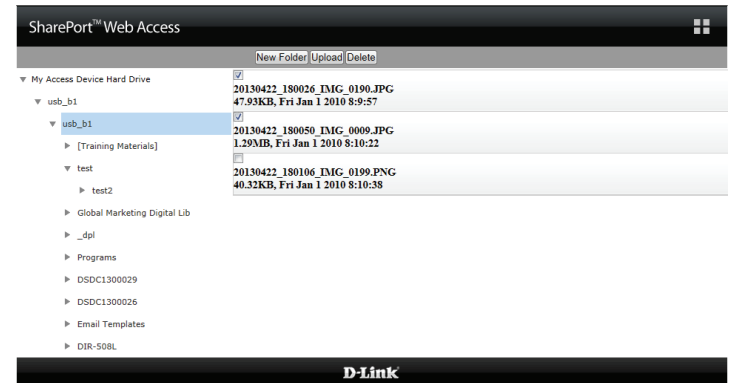 SharePort™ Web Access
New Folder Upload Delete
My Access Device Hard Drive
usb_b1
usb_b1
[Training Materials]
test
test2
Global Marketing Digital Lib
_dpl
Programs
DSDC1300029
DSDC1300026
Email Templates
DIR-508L
20130422_180026_IMG_0190.JPG
47.93KB, Fri Jan 1 2010 8:9:57
20130422_180050_IMG_0009.JPG
1.29MB, Fri Jan 1 2010 8:10:22
20130422_180106_IMG_0199.PNG
40.32KB, Fri Jan 1 2010 8:10:38
D-Link